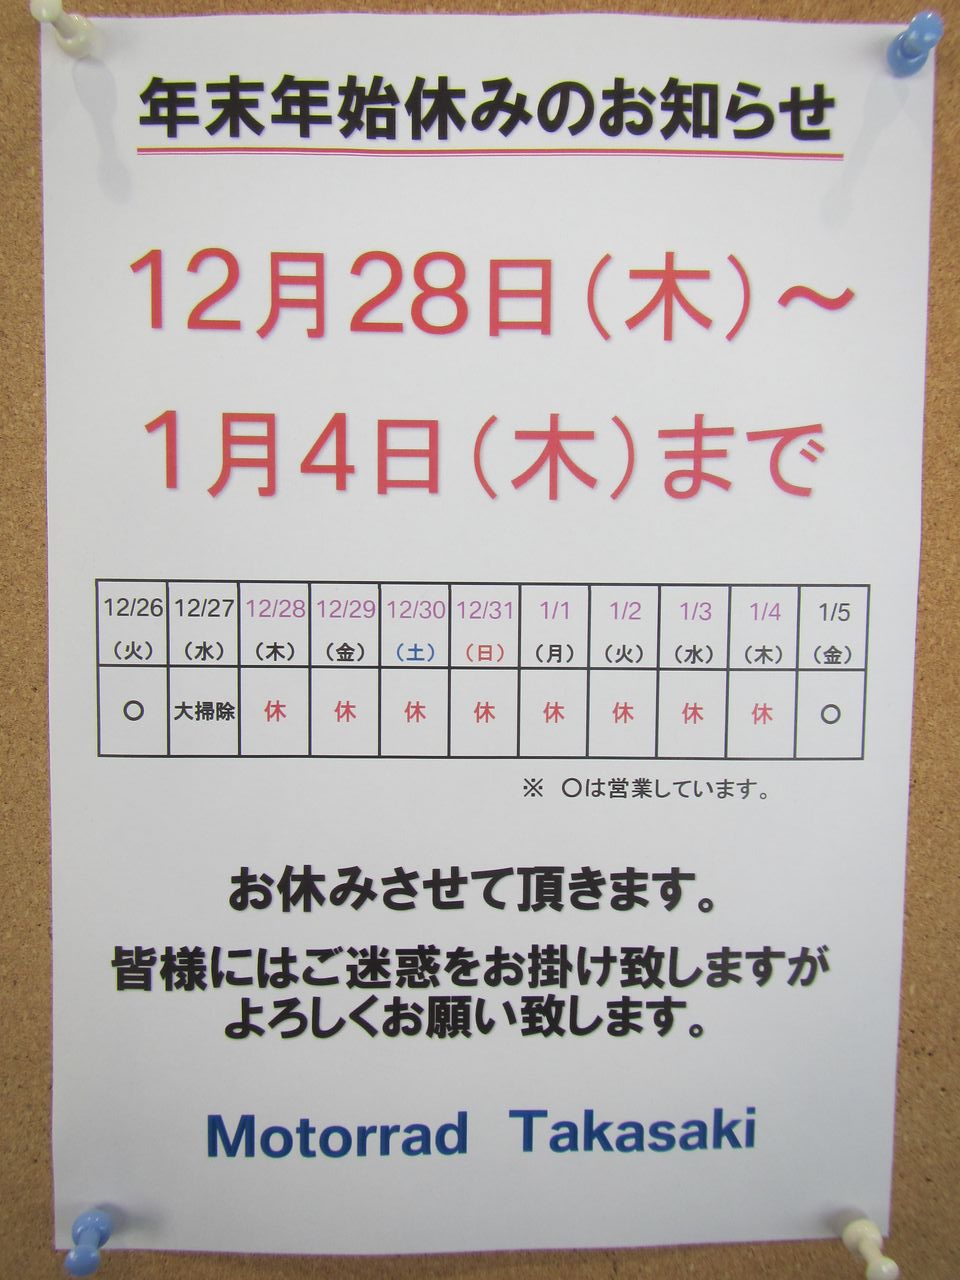 年末年始休みのお知らせ
12月28日（木）～
1月4日（木）まで
12/26 12/27 12/28 12/29 12/30 12/31 1/1 1/2 1/3 1/4 1/5
（火） （水） （木） （金） （土） （日） （月） （火） （水） （木） （金）
○ 大掃除 休 休 休 休 休 休 休 休 ○
※ ○は営業しています。
お休みさせて頂きます。
皆様にはご迷惑をお掛け致しますが
よろしくお願い致します。
Motorrad Takasaki